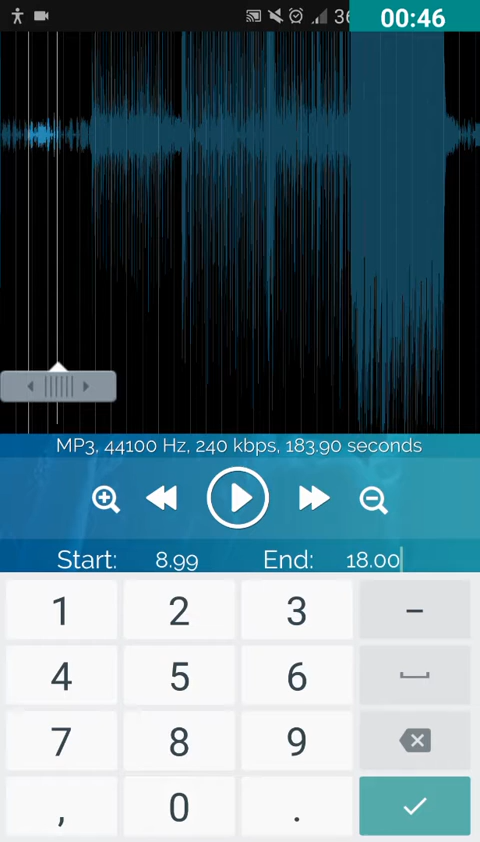 36 00:46
MP3, 44100 Hz, 240 kbps, 183.90 seconds
Start: 8.99 End: 18.00
1 2 3 –
4 5 6
7 8 9
, 0 .